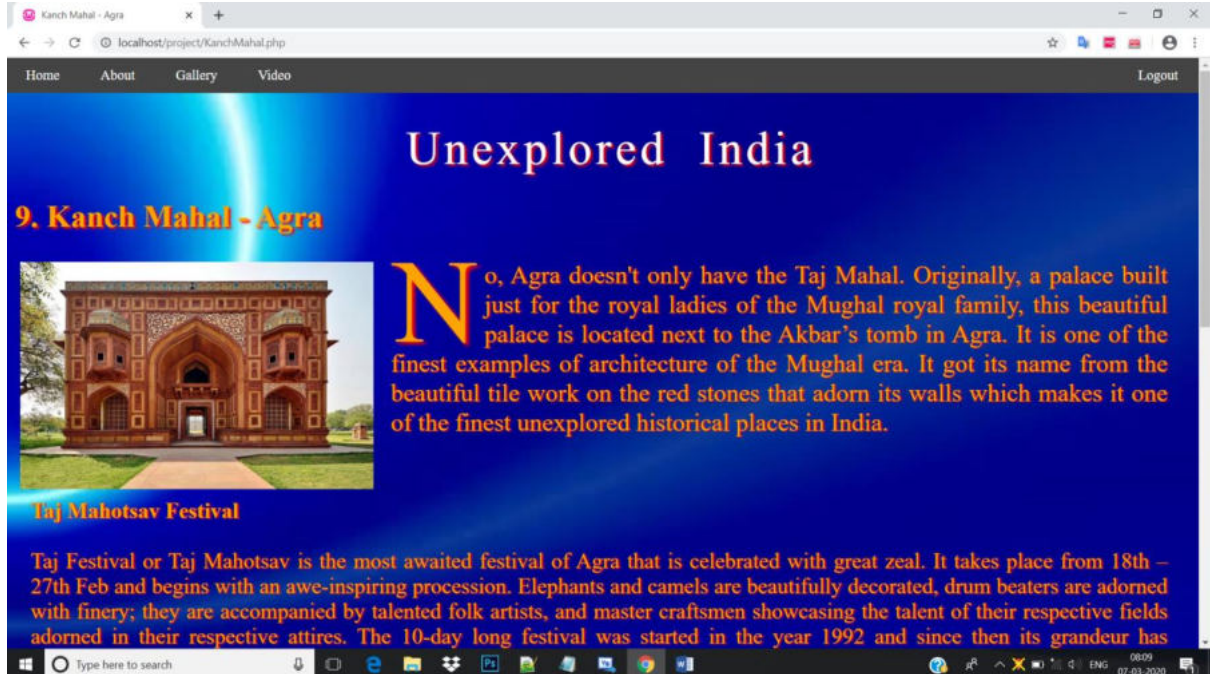 Kanch Mahal - Agra
localhost/project/KanchMahal.php
Home About Gallery Video Logout
Unexplored India
9. Kanch Mahal - Agra
No, Agra doesn't only have the Taj Mahal. Originally, a palace built
just for the royal ladies of the Mughal royal family, this beautiful
palace is located next to the Akbar’s tomb in Agra. It is one of the
finest examples of architecture of the Mughal era. It got its name from the
beautiful tile work on the red stones that adorn its walls which makes it one
of the finest unexplored historical places in India.
Taj Mahotsav Festival
Taj Festival or Taj Mahotsav is the most awaited festival of Agra that is celebrated with great zeal. It takes place from 18th –
27th Feb and begins with an awe-inspiring procession. Elephants and camels are beautifully decorated, drum beaters are adorned
with finery; they are accompanied by talented folk artists, and master craftsmen showcasing the talent of their respective fields
adorned in their respective attires. The 10-day long festival was started in the year 1992 and since then its grandeur has
Type here to search
Ps
ENG
08:09
07-03-2020